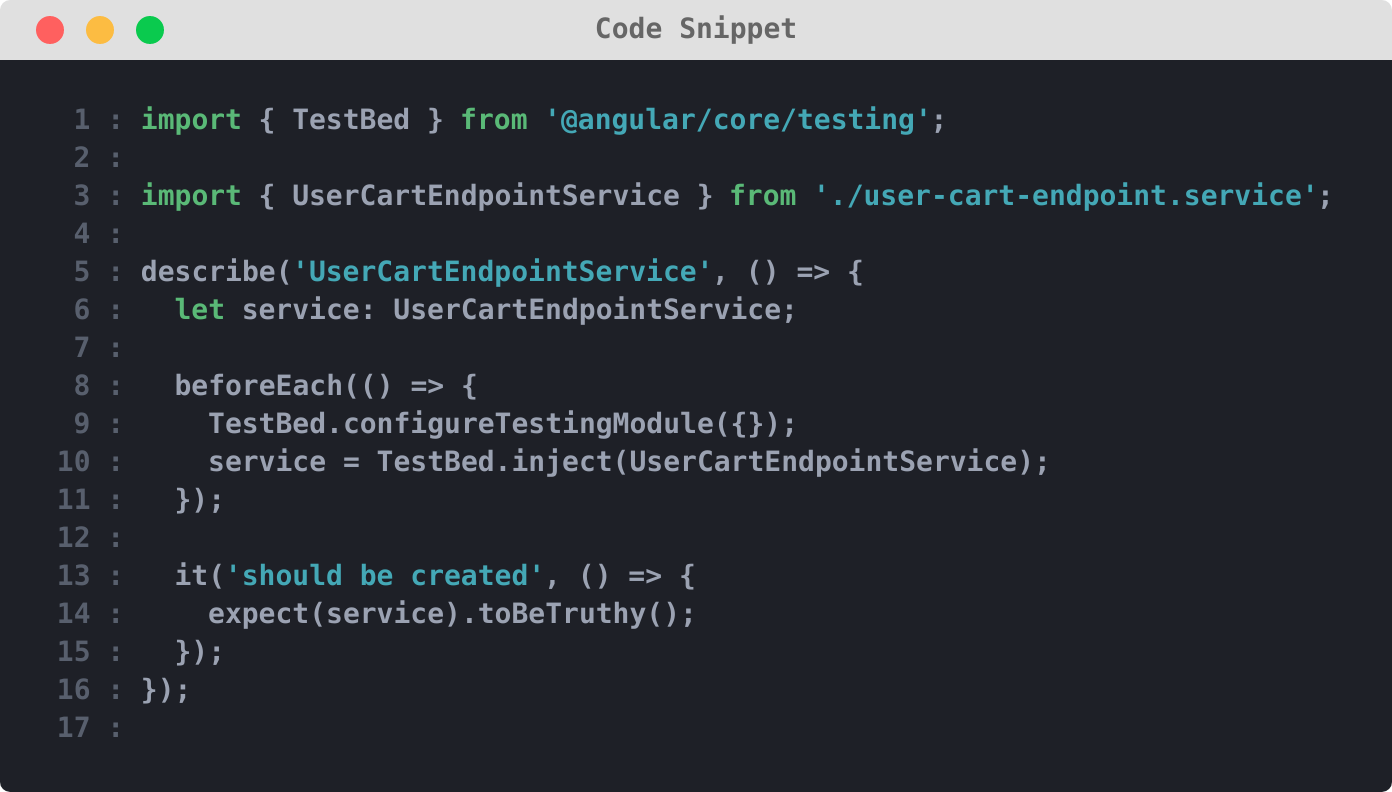 Code Snippet
1 : import { TestBed } from '@angular/core/testing';
2 :
3 : import { UserCartEndpointService } from './user-cart-endpoint.service';
4 :
5 : describe('UserCartEndpointService', () => {
6 :   let service: UserCartEndpointService;
7 :
8 :   beforeEach(() => {
9 :     TestBed.configureTestingModule({});
10 :     service = TestBed.inject(UserCartEndpointService);
11 :   });
12 :
13 :   it('should be created', () => {
14 :     expect(service).toBeTruthy();
15 :   });
16 : });
17 :